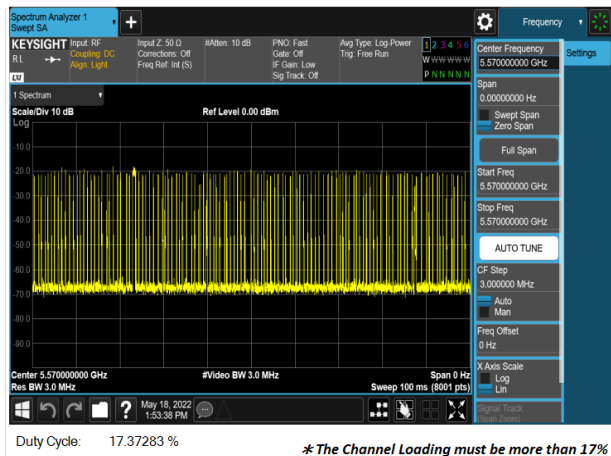 Spectrum Analyzer 1
Swept SA
Frequency
KEYSIGHT
Input: RF
Coupling: DC
Align: Light
Input Z: 50 Ω
Corrections: Off
Freq Ref: Int (S)
#Atten: 10 dB
PNO: Fast
Gate: Off
IF Gain: Low
Sig Track: Off
Avg Type: Log-Power
Trig: Free Run
1 2 3 4 5 6
W W W W W W
P N N N N N
R L
LXI
Center Frequency
5.570000000 GHz
Settings
Span
0.00000000 Hz
Swept Span
Zero Span
Full Span
Start Freq
5.570000000 GHz
Stop Freq
5.570000000 GHz
AUTO TUNE
CF Step
3.000000 MHz
Auto
Man
Freq Offset
0 Hz
X Axis Scale
Log
Lin
Signal Track
(Span Zoom)
1 Spectrum
Scale/Div 10 dB
Ref Level 0.00 dBm
Log
-10.0
-20.0
-30.0
-40.0
-50.0
-60.0
-70.0
-80.0
-90.0
Center 5.570000000 GHz
#Video BW 3.0 MHz
Span 0 Hz
Res BW 3.0 MHz
Sweep 100 ms (8001 pts)
?
May 18, 2022
1:53:38 PM
Duty Cycle: 17.37283 %
* The Channel Loading must be more than 17%